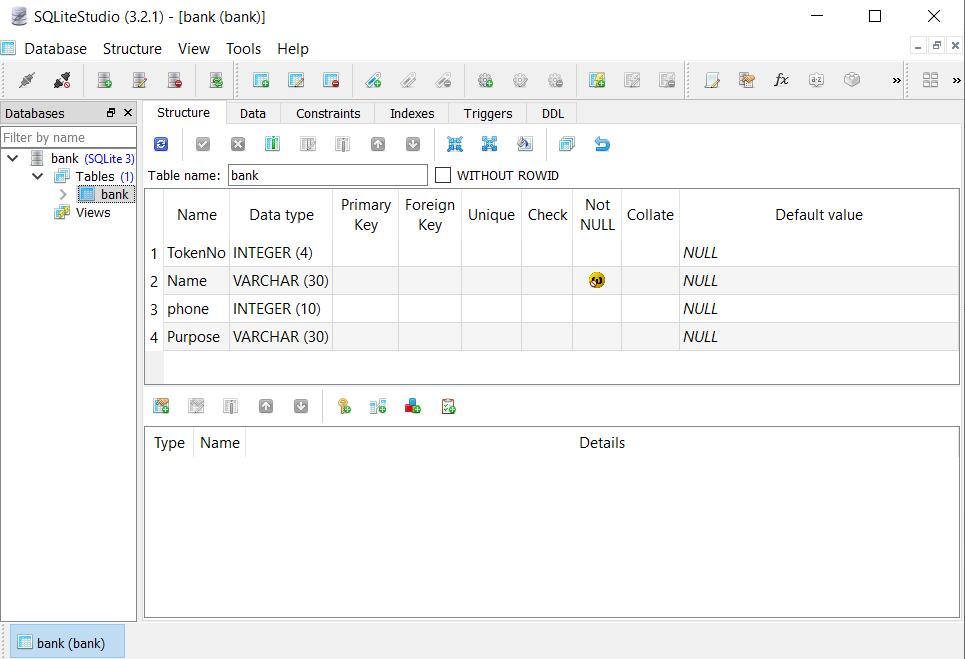 SQLiteStudio (3.2.1) - [bank (bank)]
Database Structure View Tools Help
Databases
Filter by name
bank (SQLite 3)
Tables (1)
bank
Views
Structure Data Constraints Indexes Triggers DDL
Table name: bank WITHOUT ROWID
Name Data type Primary Key Foreign Key Unique Check Not NULL Collate Default value
1 TokenNo INTEGER (4) NULL
2 Name VARCHAR (30) NULL
3 phone INTEGER (10) NULL
4 Purpose VARCHAR (30) NULL
Type Name Details
bank (bank)